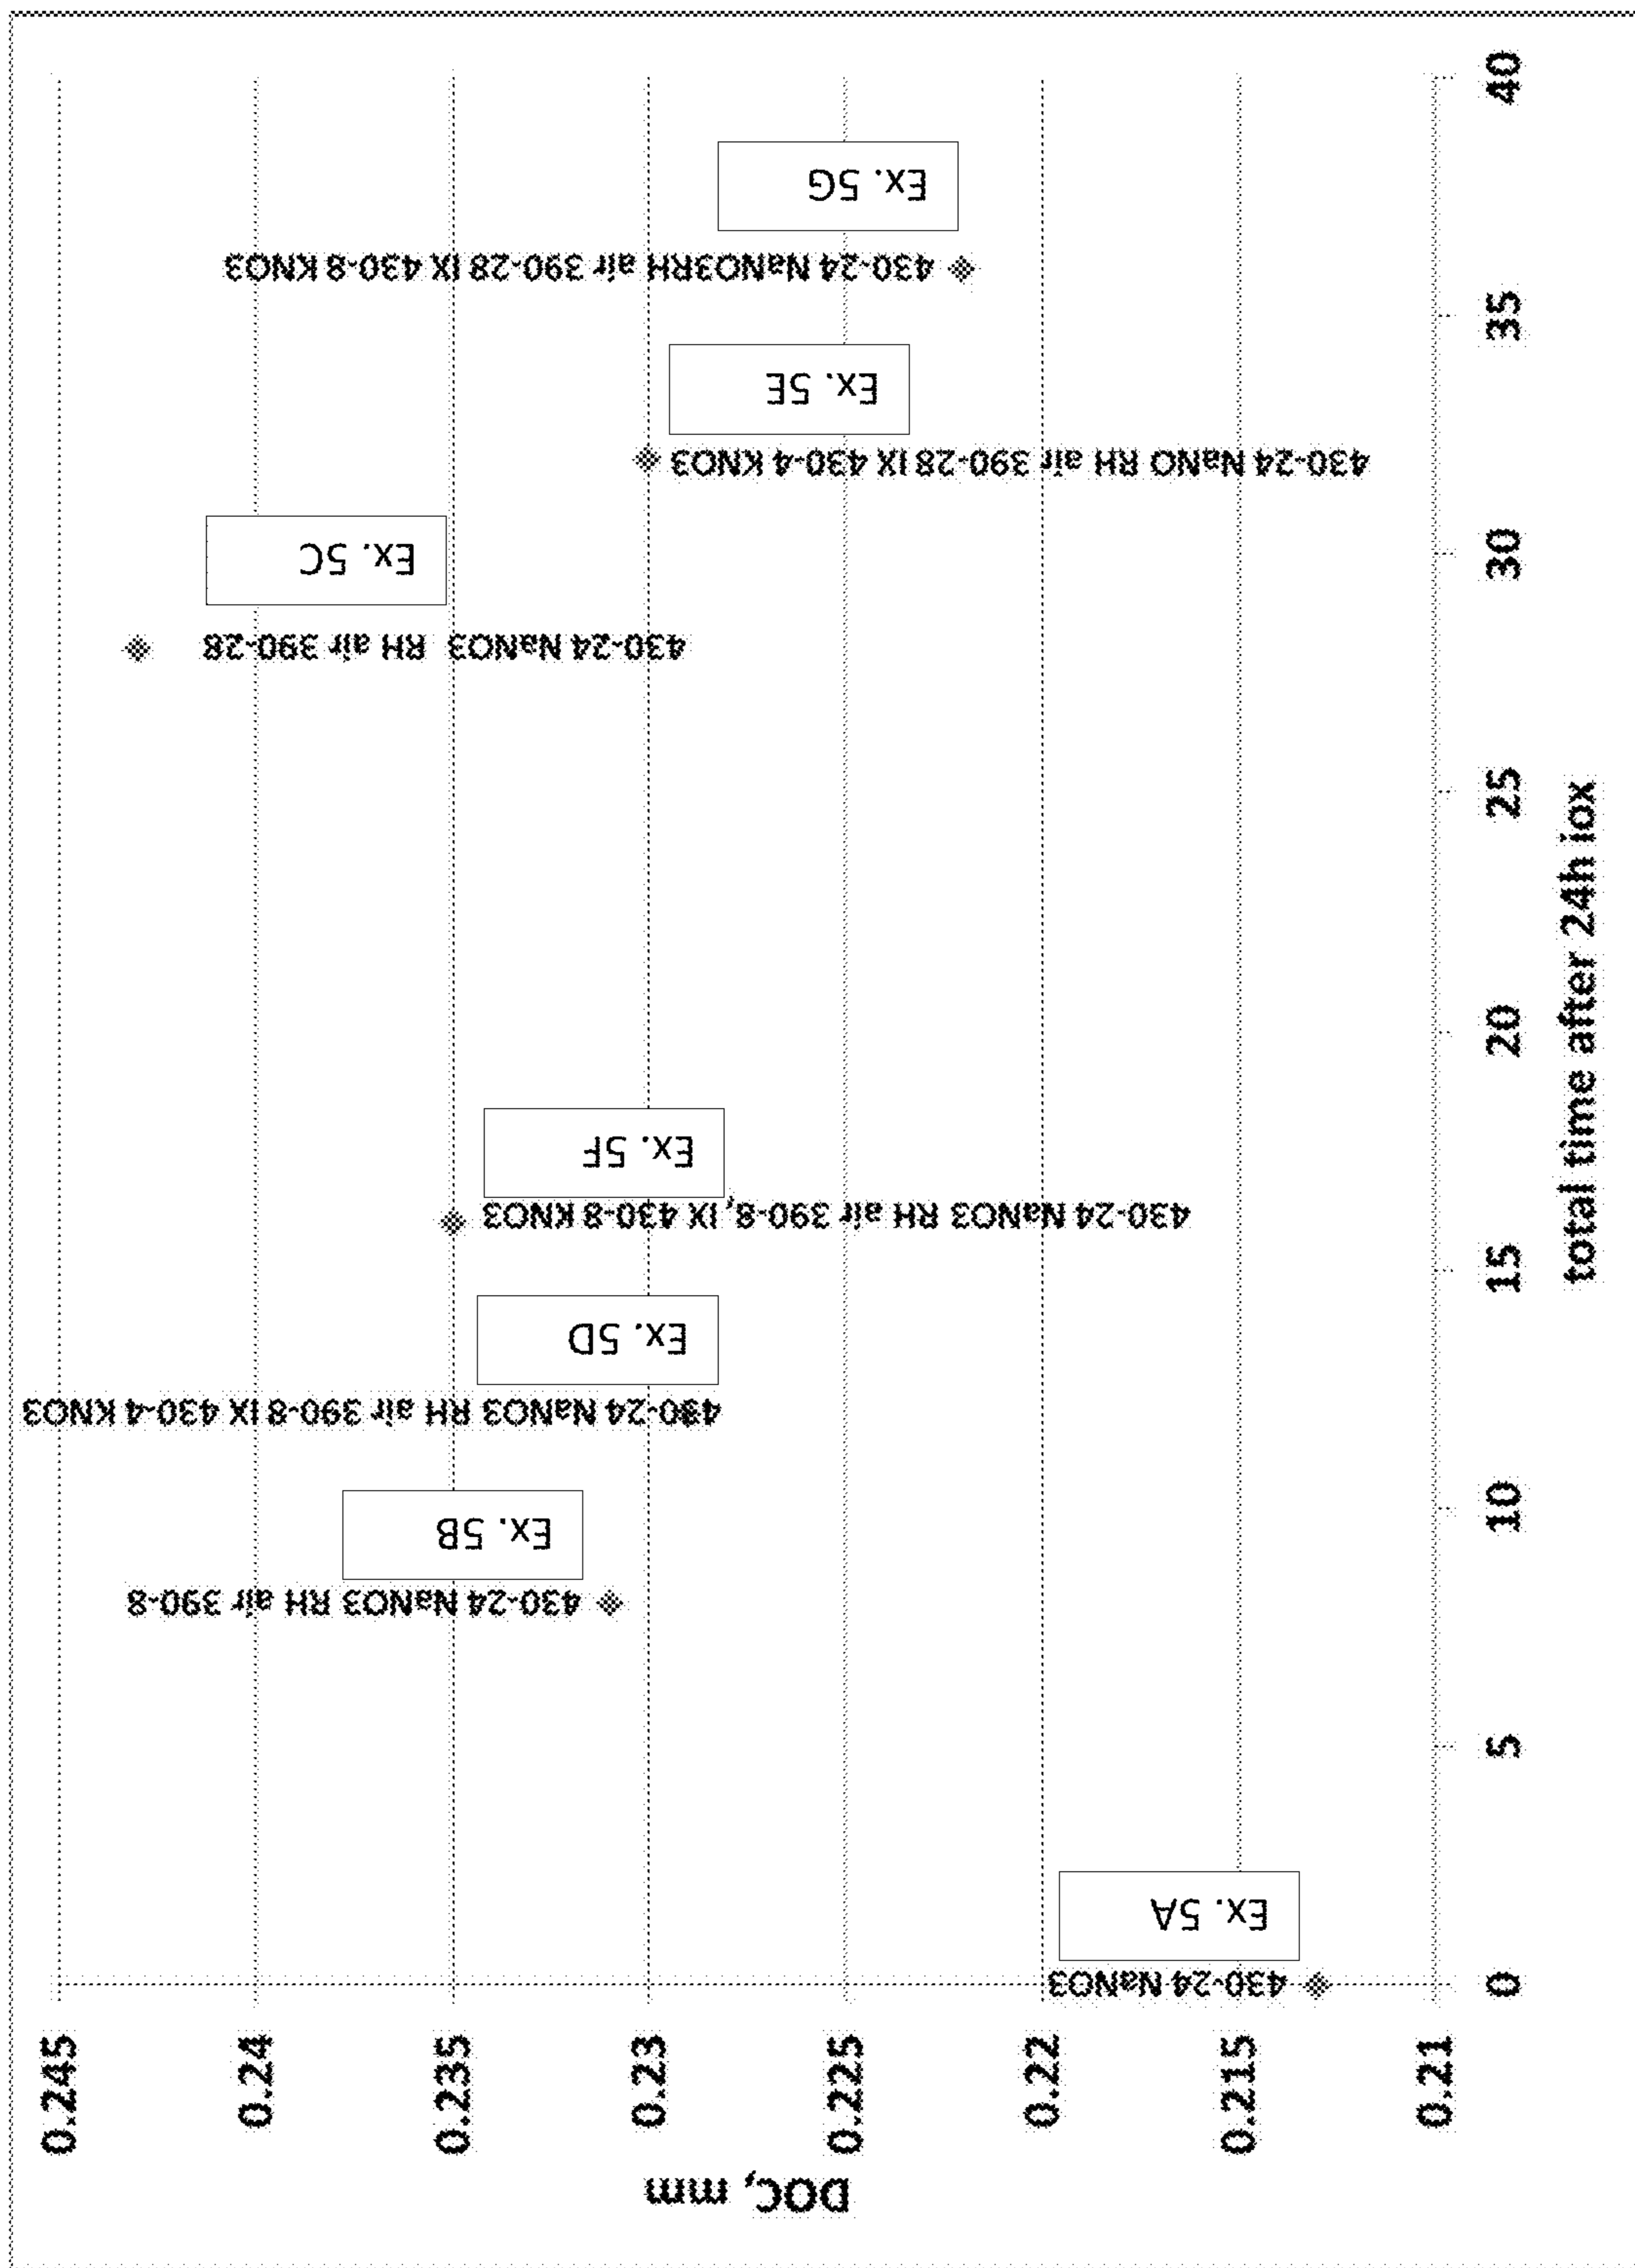 DOC, mm
0.245
0.24
0.235
0.23
0.225
0.22
0.215
0.21
430-24 NaNO3
Ex. 5A
430-24 NaNO3 RH air 390-8
Ex. 5B
430-24 NaNO3 RH air 390-8 IX 430-4 KNO3
Ex. 5D
430-24 NaNO3 RH air 390-8, IX 430-8 KNO3
Ex. 5F
430-24 NaNO3 RH air 390-28
Ex. 5C
430-24 NaNO RH air 390-28 IX 430-4 KNO3
Ex. 5E
430-24 NaNO3RH air 390-28 IX 430-8 KNO3
Ex. 5G
0
5
10
15
20
25
30
35
40
total time after 24h iox